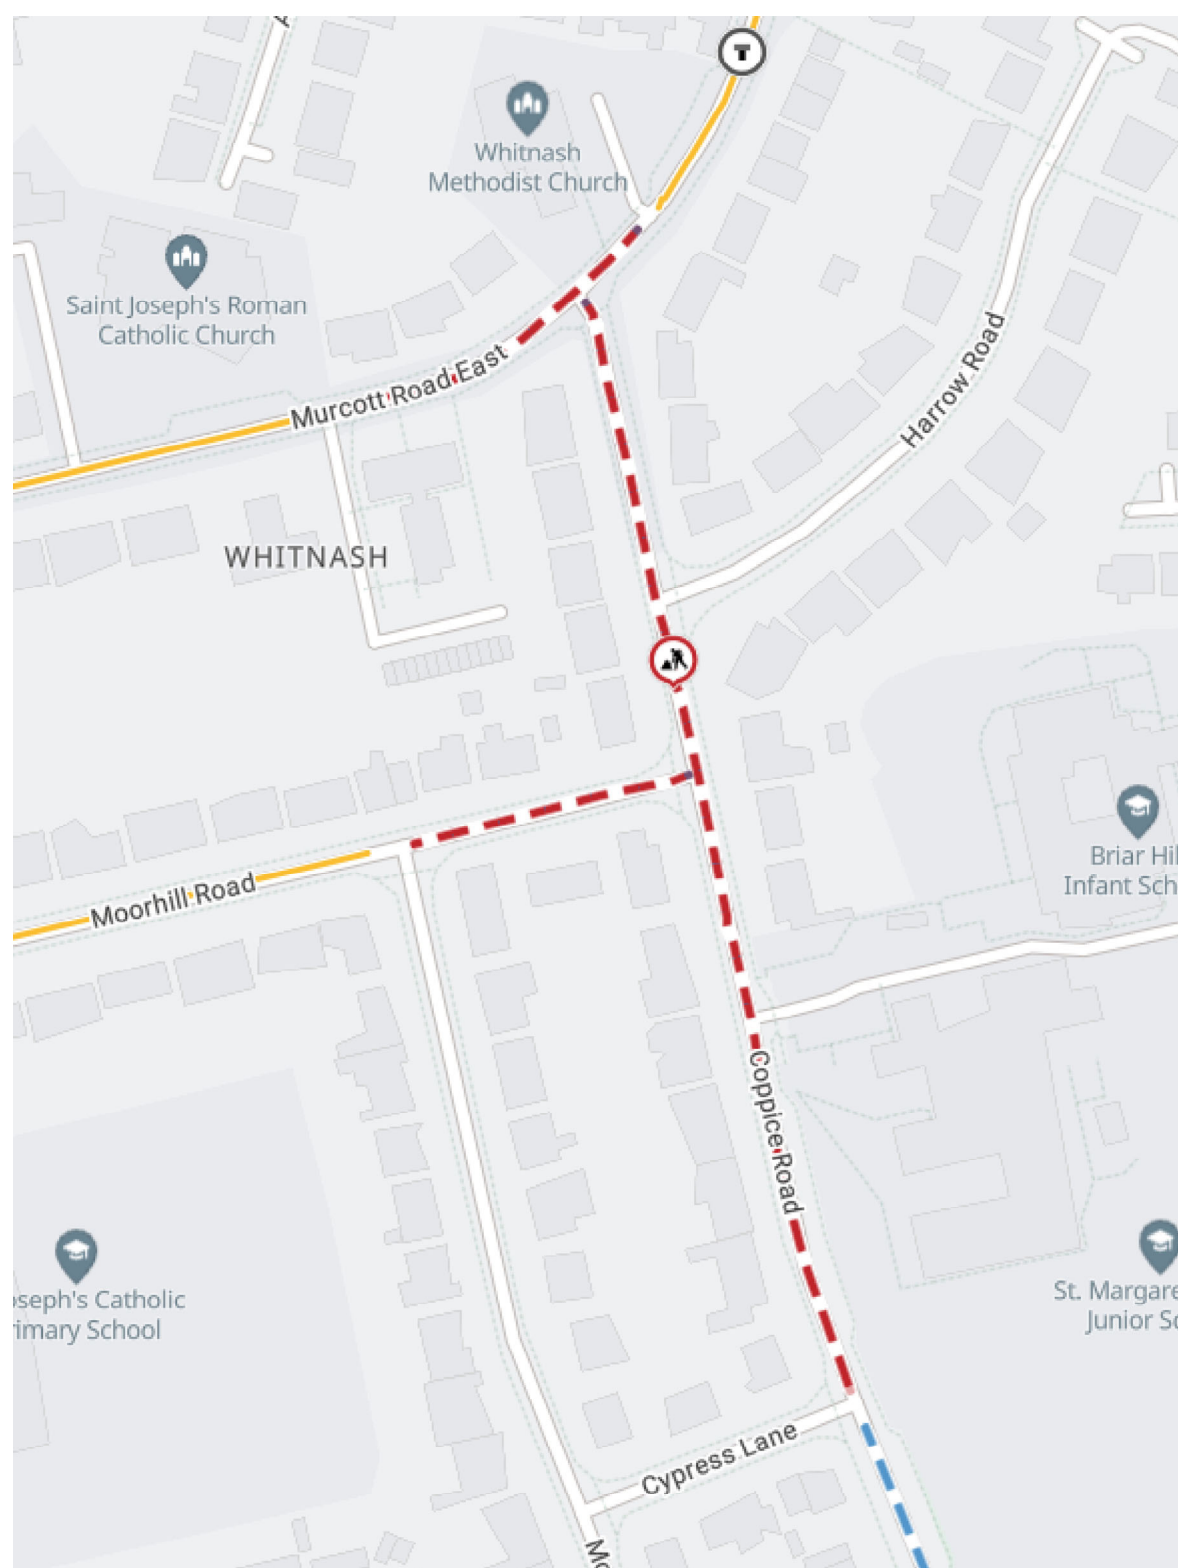 Whitnash
Methodist Church
Saint Joseph's Roman
Catholic Church
Murcott Road East
Harrow Road
WHITNASH
Briar Hil
Infant Sch
Moorhill Road
Coppice Road
oseph's Catholic
rimary School
St. Margare
Junior Sc
Cypress Lane
Mo